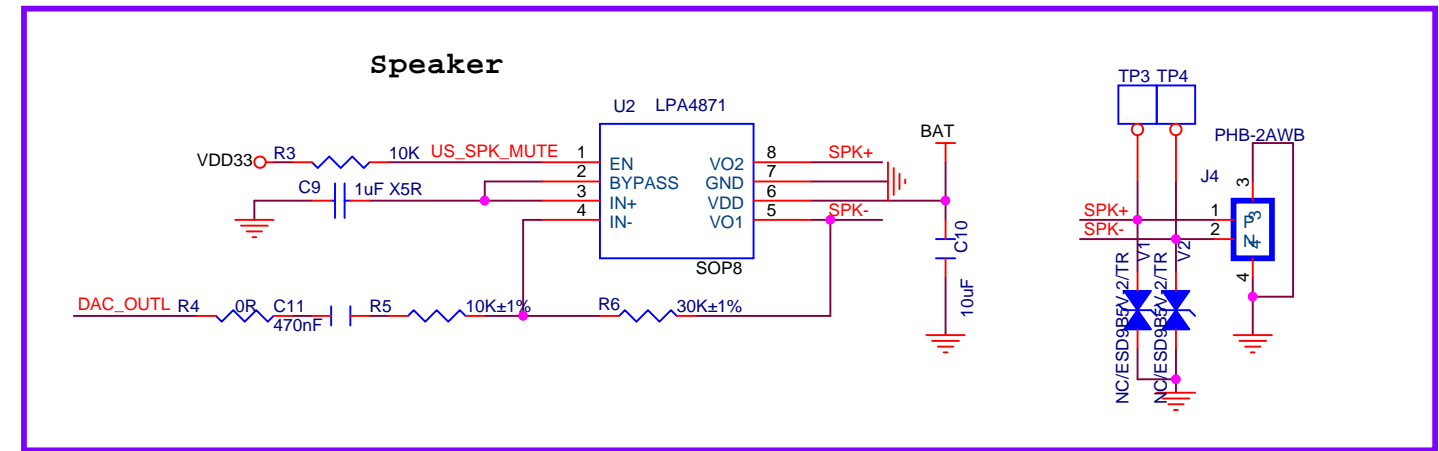 Speaker
TP3 TP4
U2 LPA4871
BAT
PHB-2AWB
VDD33 R3 10K US_SPK_MUTE 1 EN VO2 8 SPK+
2 BYPASS GND 7
C9 1uF X5R 3 IN+ VDD 6
4 IN- VO1 5 SPK-
SOP8
C10
10uF
J4
3
SPK+ 1 P 3
SPK- 2 N 4
4
V1
V2
NC/ESD9B5V-2/TR
NC/ESD9B5V-2/TR
DAC_OUTL R4 0R C11 R5 10K±1% R6 30K±1%
470nF